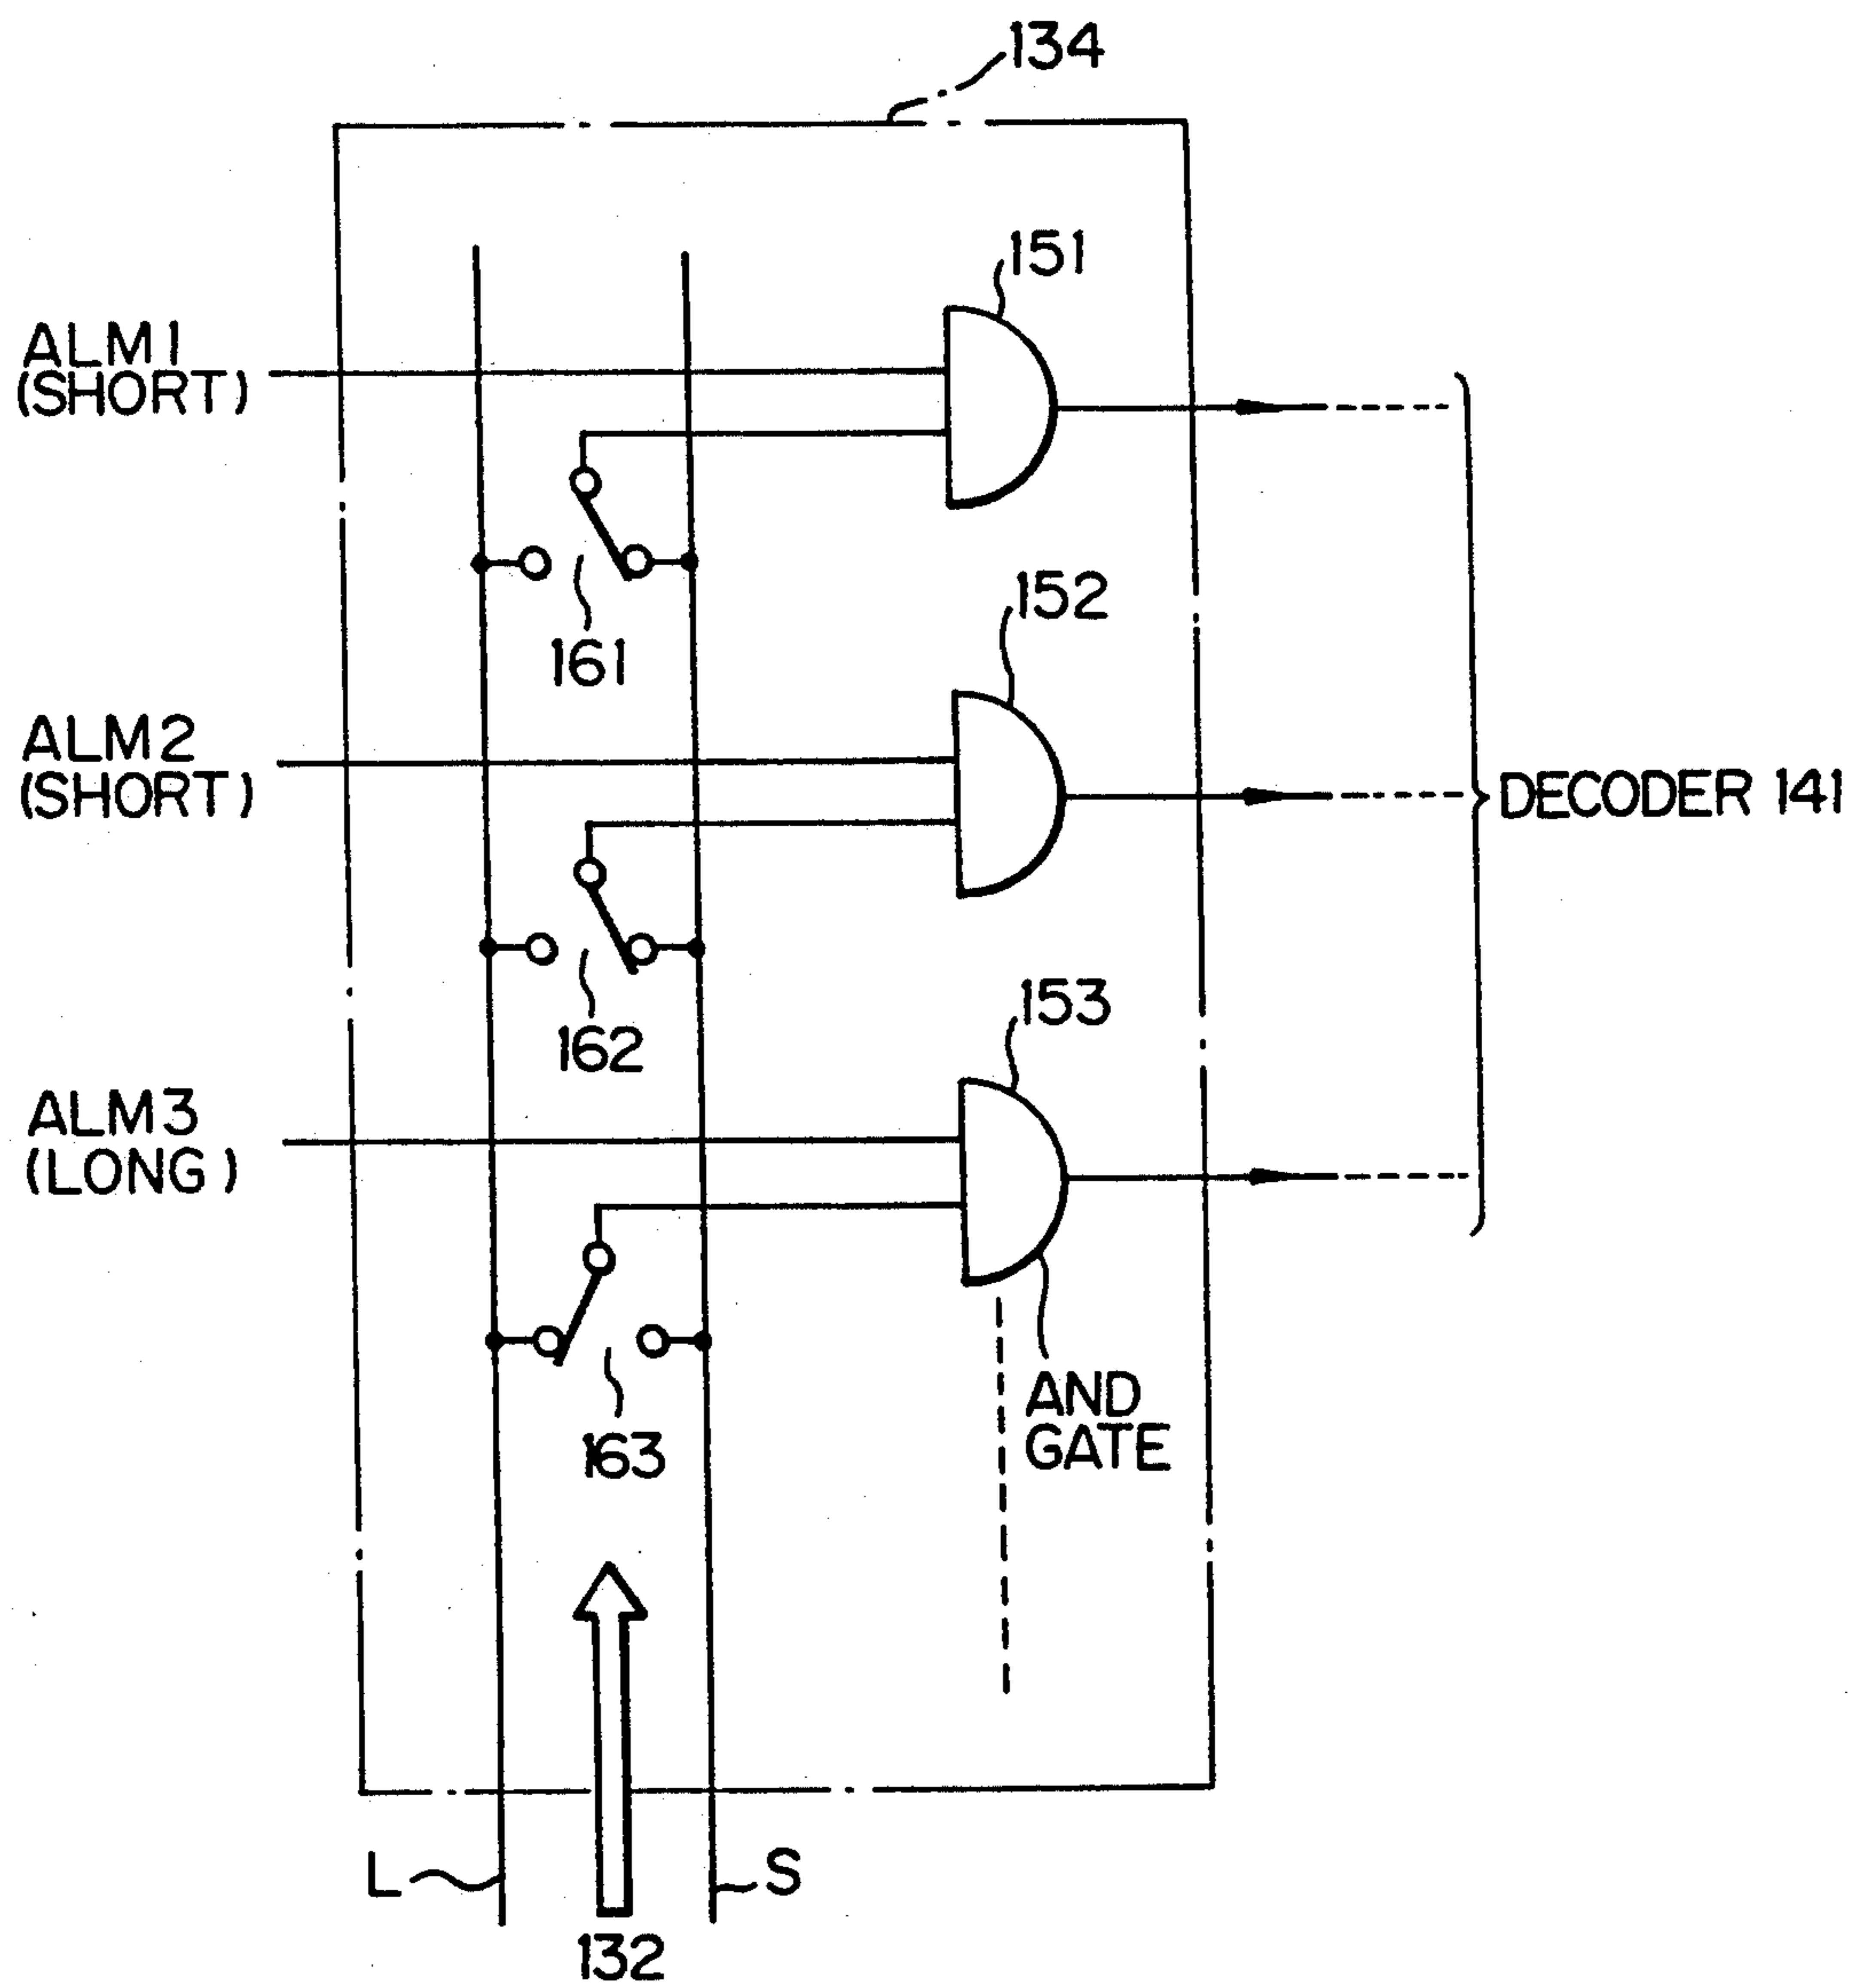 134
151
ALM1
(SHORT)
161
152
ALM2
(SHORT)
DECODER 141
162
153
ALM3
(LONG)
163
AND
GATE
L
S
132